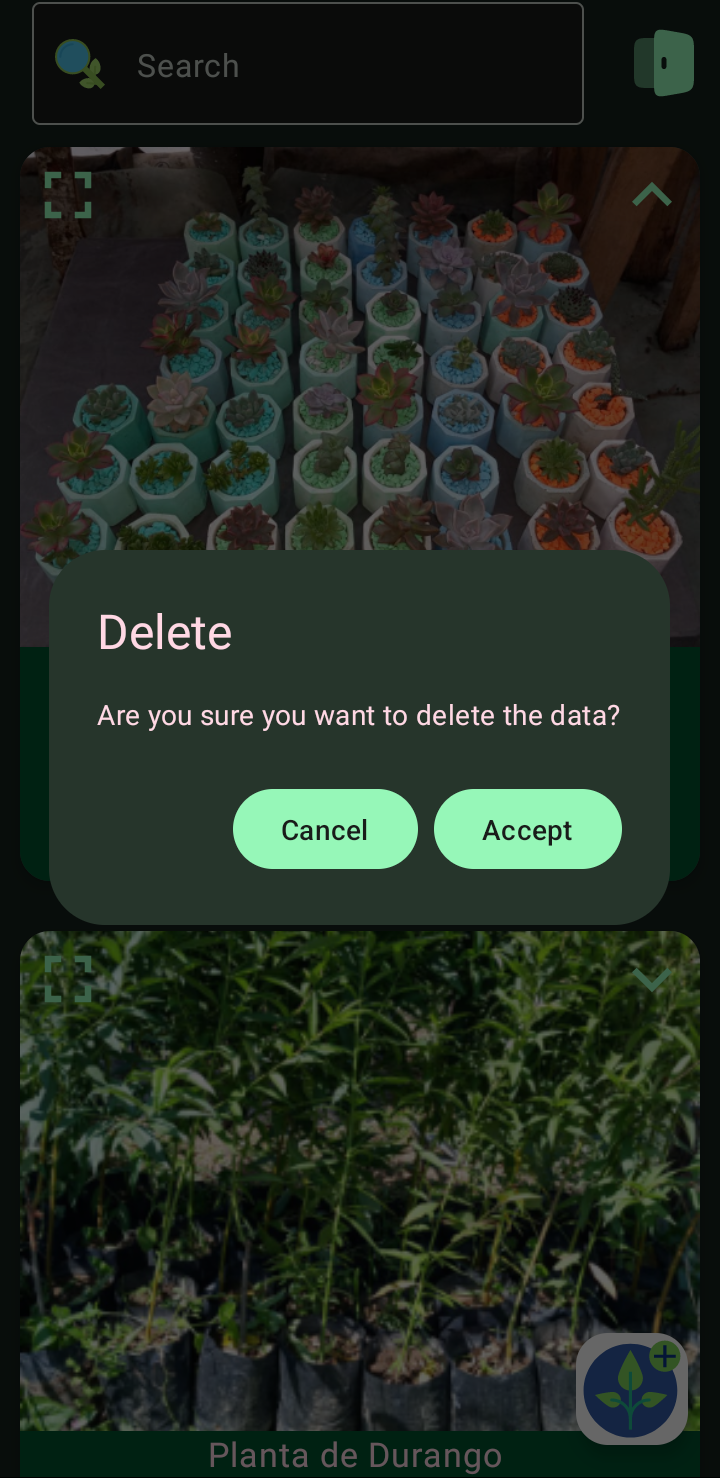 Search
Delete
Are you sure you want to delete the data?
Cancel
Accept
Planta de Durango